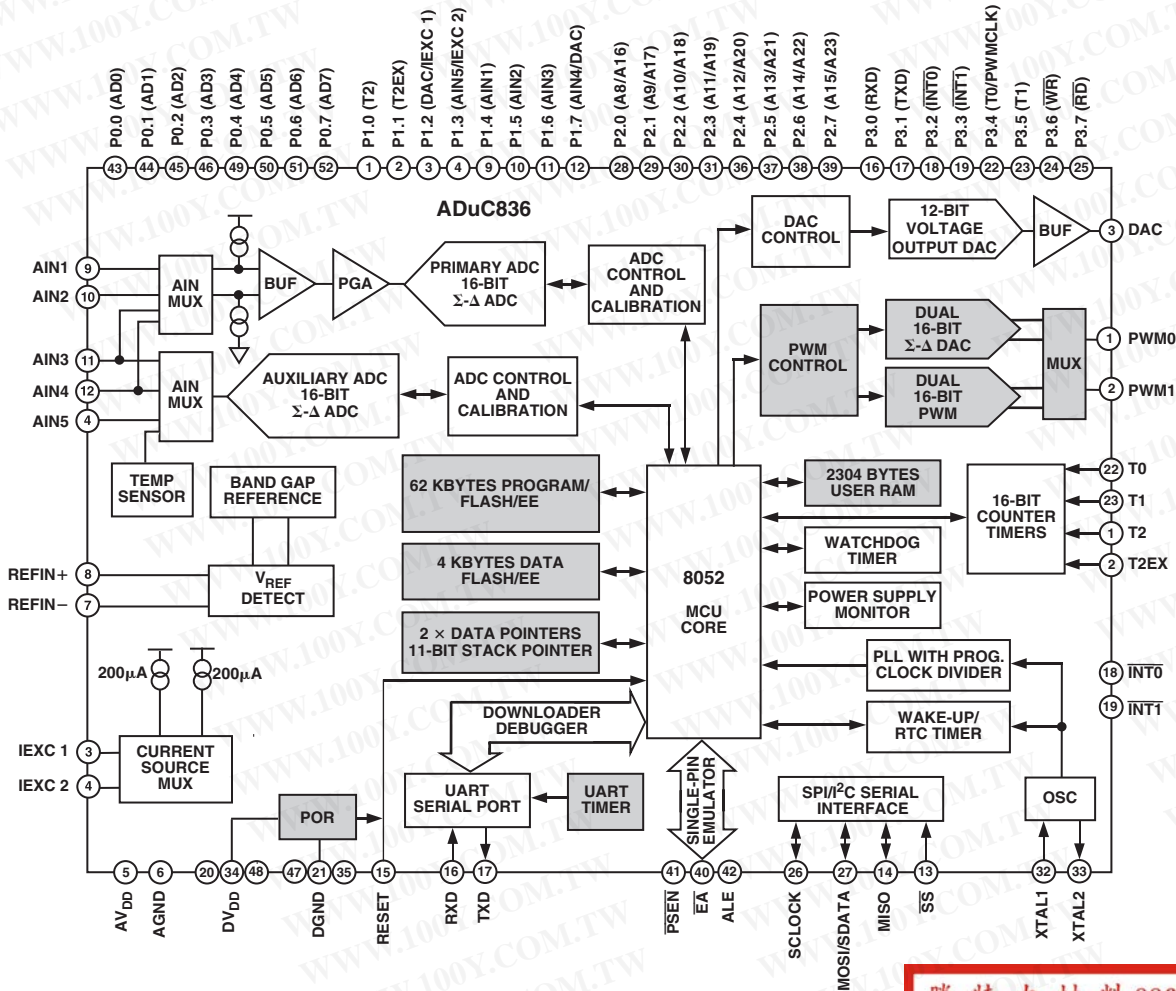 P0.0 (AD0)
P0.1 (AD1)
P0.2 (AD2)
P0.3 (AD3)
P0.4 (AD4)
P0.5 (AD5)
P0.6 (AD6)
P0.7 (AD7)
P1.0 (T2)
P1.1 (T2EX)
P1.2 (DAC/IEXC 1)
P1.3 (AIN5/IEXC 2)
P1.4 (AIN1)
P1.5 (AIN2)
P1.6 (AIN3)
P1.7 (AIN4/DAC)
P2.0 (A8/A16)
P2.1 (A9/A17)
P2.2 (A10/A18)
P2.3 (A11/A19)
P2.4 (A12/A20)
P2.5 (A13/A21)
P2.6 (A14/A22)
P2.7 (A15/A23)
P3.0 (RXD)
P3.1 (TXD)
P3.2 (INT0)
P3.3 (INT1)
P3.4 (T0/PWMCLK)
P3.5 (T1)
P3.6 (WR)
P3.7 (RD)
43 44 45 46 49 50 51 52 1 2 3 4 9 10 11 12 28 29 30 31 36 37 38 39 16 17 18 19 22 23 24 25
ADuC836
AIN1 9
AIN2 10
AIN3 11
AIN4 12
AIN5 4
AIN
MUX
BUF
PGA
PRIMARY ADC
16-BIT
Σ-Δ ADC
ADC
CONTROL
AND
CALIBRATION
DAC
CONTROL
12-BIT
VOLTAGE
OUTPUT DAC
BUF
3 DAC
AIN
MUX
AUXILIARY ADC
16-BIT
Σ-Δ ADC
ADC CONTROL
AND
CALIBRATION
PWM
CONTROL
DUAL
16-BIT
Σ-Δ DAC
DUAL
16-BIT
PWM
MUX
1 PWM0
2 PWM1
TEMP
SENSOR
BAND GAP
REFERENCE
VREF
DETECT
REFIN+ 8
REFIN− 7
62 KBYTES PROGRAM/
FLASH/EE
4 KBYTES DATA
FLASH/EE
2 × DATA POINTERS
11-BIT STACK POINTER
8052
MCU
CORE
2304 BYTES
USER RAM
WATCHDOG
TIMER
POWER SUPPLY
MONITOR
PLL WITH PROG.
CLOCK DIVIDER
WAKE-UP/
RTC TIMER
16-BIT
COUNTER
TIMERS
22 T0
23 T1
1 T2
2 T2EX
18 INT0
19 INT1
200μA
200μA
CURRENT
SOURCE
MUX
IEXC 1 3
IEXC 2 4
DOWNLOADER
DEBUGGER
UART
SERIAL PORT
UART
TIMER
POR
SINGLE-PIN
EMULATOR
SPI/I2C SERIAL
INTERFACE
OSC
5 6 20 34 48 47 21 35 15 16 17 41 40 42 26 27 14 13 32 33
AVDD
AGND
DVDD
DGND
RESET
RXD
TXD
PSEN
EA
ALE
SCLOCK
MOSI/SDATA
MISO
SS
XTAL1
XTAL2
WWW.100Y.COM.TW